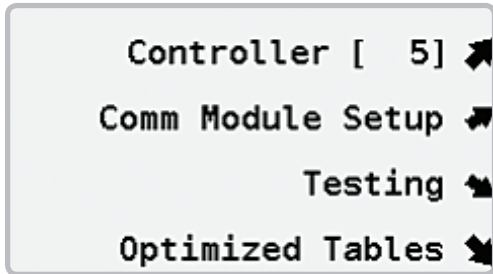 Controller [  5]
Comm Module Setup
Testing
Optimized Tables